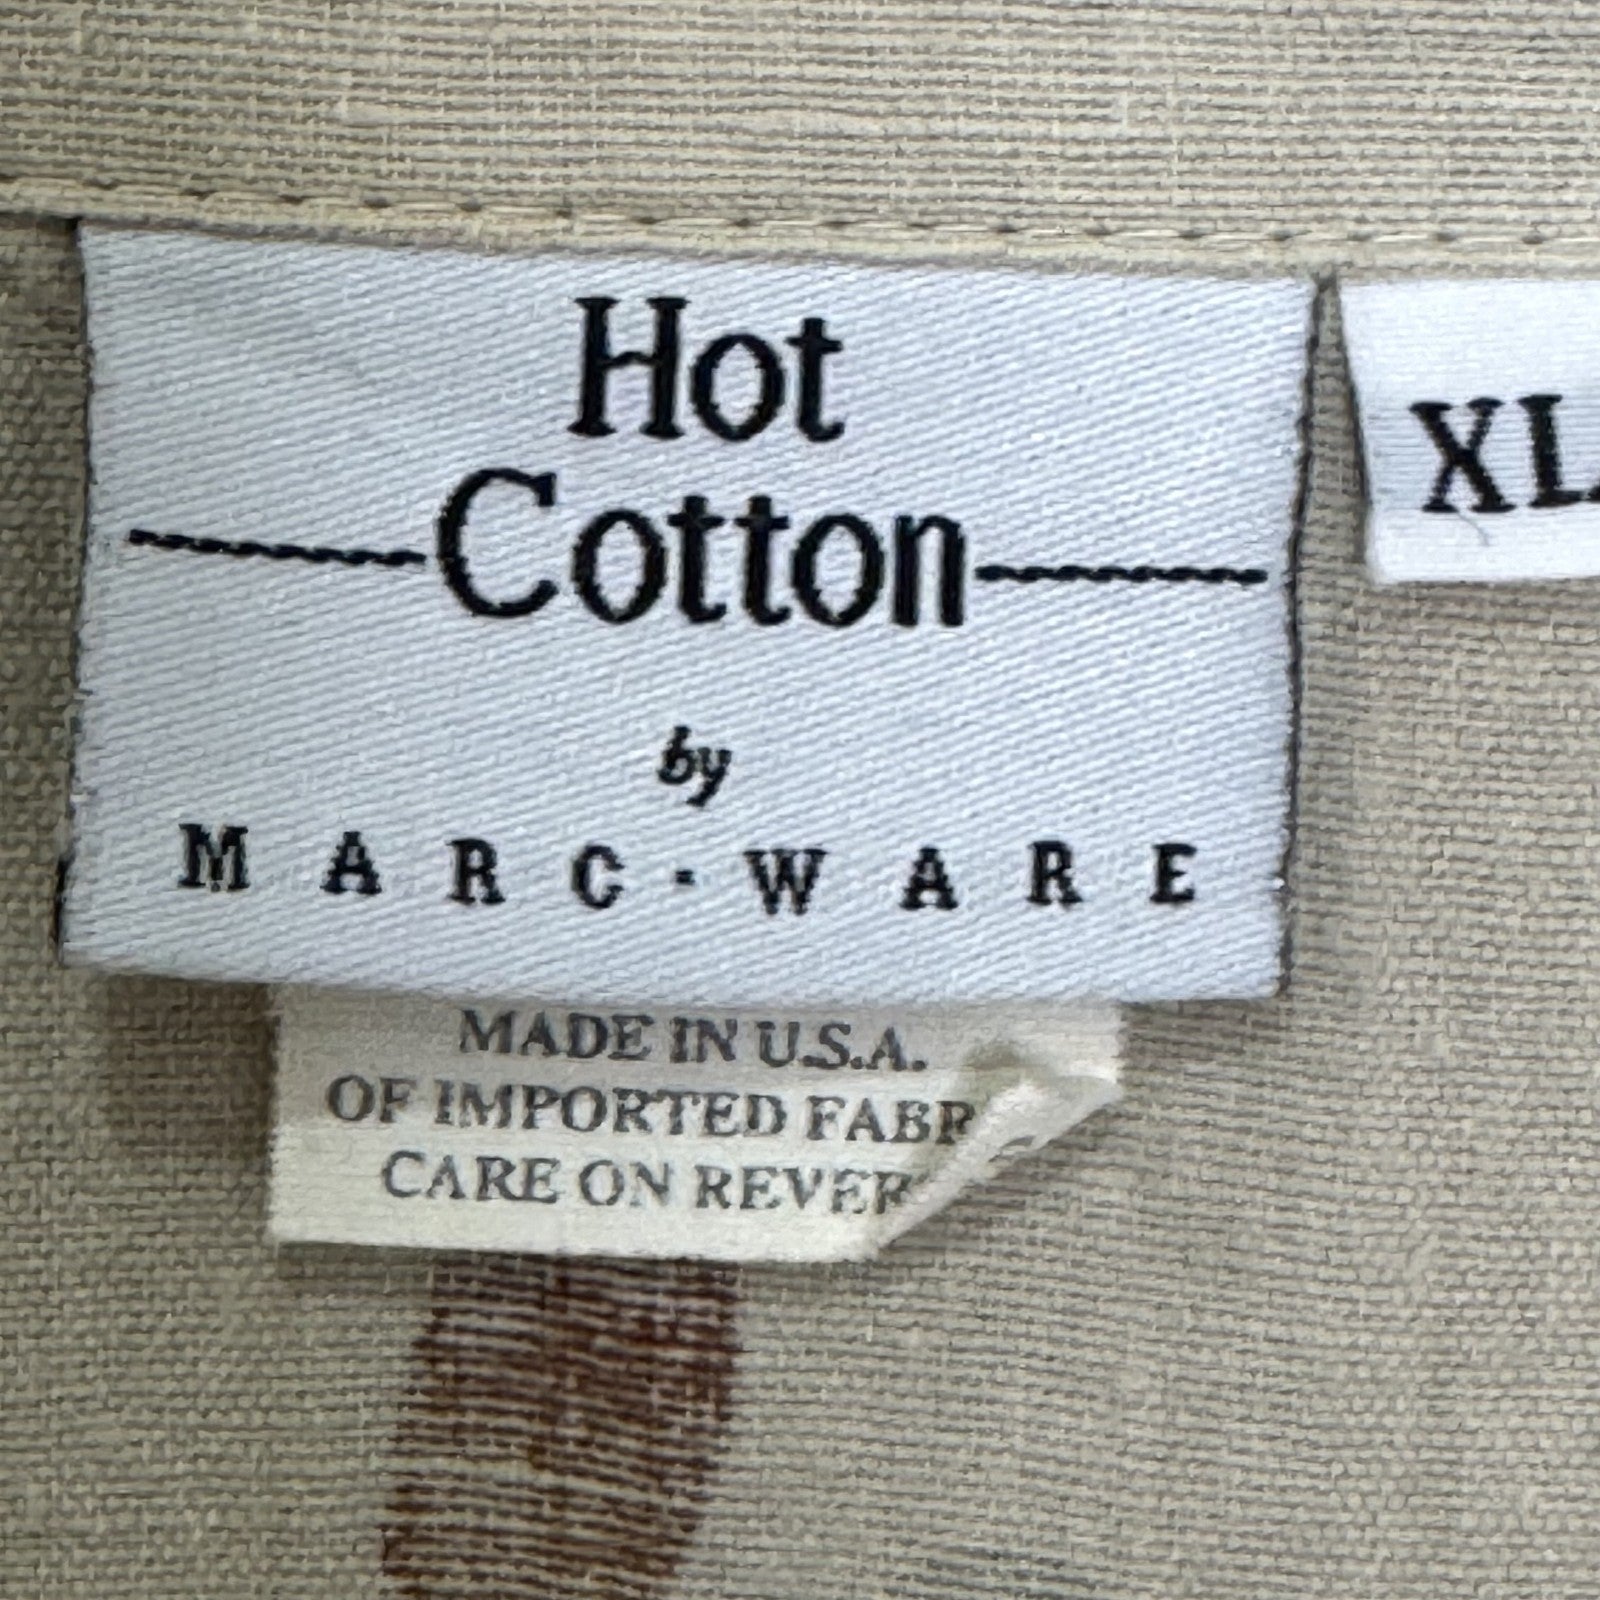 Hot
Cotton
by
MARC·WARE
XL
MADE IN U.S.A.
OF IMPORTED FABR
CARE ON REVER